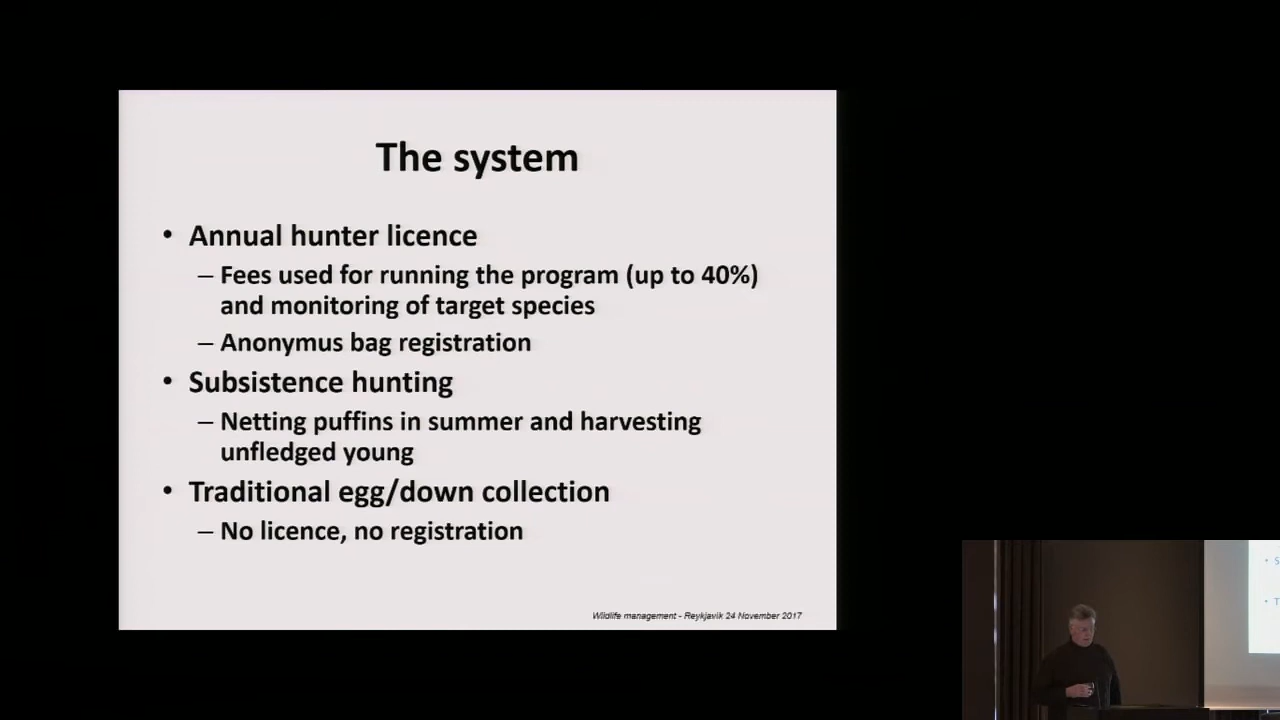 The system
• Annual hunter licence
– Fees used for running the program (up to 40%)
and monitoring of target species
– Anonymus bag registration
• Subsistence hunting
– Netting puffins in summer and harvesting
unfledged young
• Traditional egg/down collection
– No licence, no registration
Wildlife management - Reykjavik 24 November 2017
• S
• T